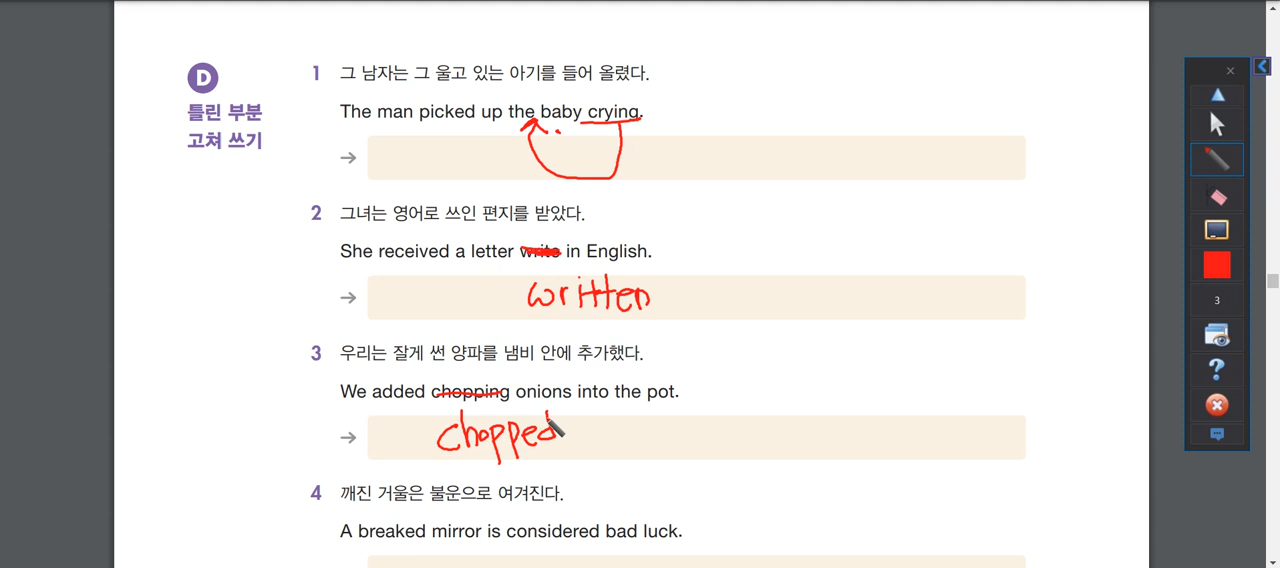 D
틀린 부분
고쳐 쓰기
1 그 남자는 그 울고 있는 아기를 들어 올렸다.
The man picked up the baby crying.
→
2 그녀는 영어로 쓰인 편지를 받았다.
She received a letter write in English.
→ written
3 우리는 잘게 썬 양파를 냄비 안에 추가했다.
We added chopping onions into the pot.
→ chopped
4 깨진 거울은 불운으로 여겨진다.
A breaked mirror is considered bad luck.
3